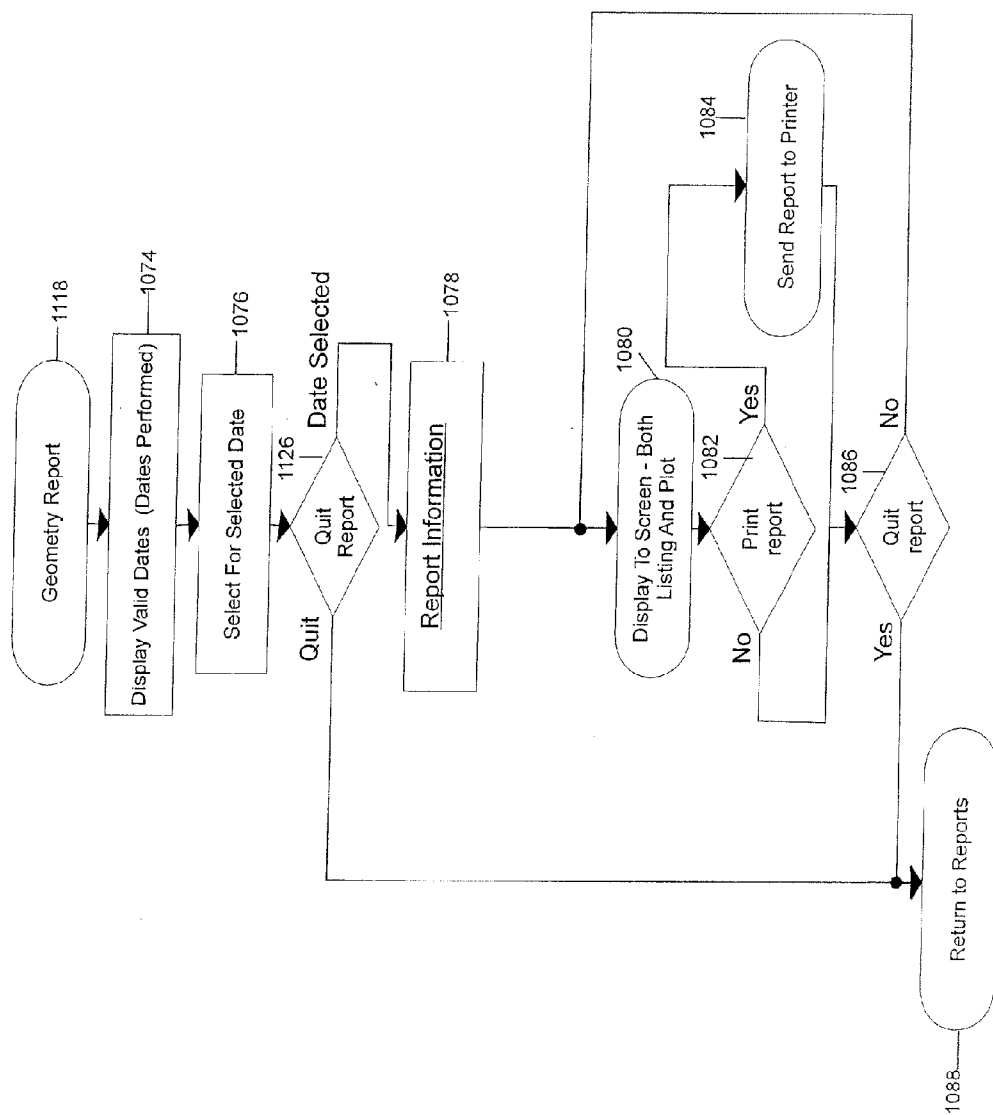 Geometry Report
1118
Display Valid Dates (Dates Performed)
1074
Select For Selected Date
1076
1126
Quit
Report
Quit
Date Selected
Report Information
1078
Display To Screen - Both
Listing And Plot
1080
Print
report
1082
No
Yes
Send Report to Printer
1084
Quit
report
1086
Yes
No
Return to Reports
1088